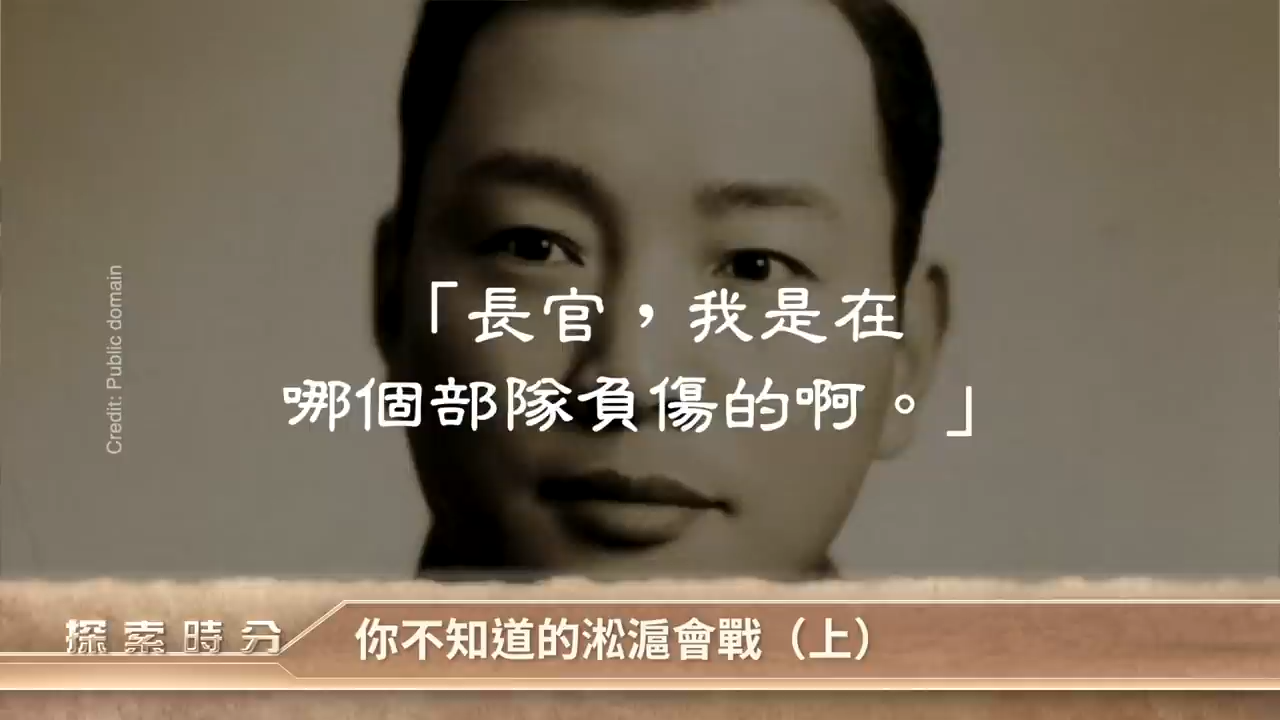 Credit: Public domain
「長官，我是在
哪個部隊負傷的啊。」
探索時分
你不知道的淞滬會戰（上）